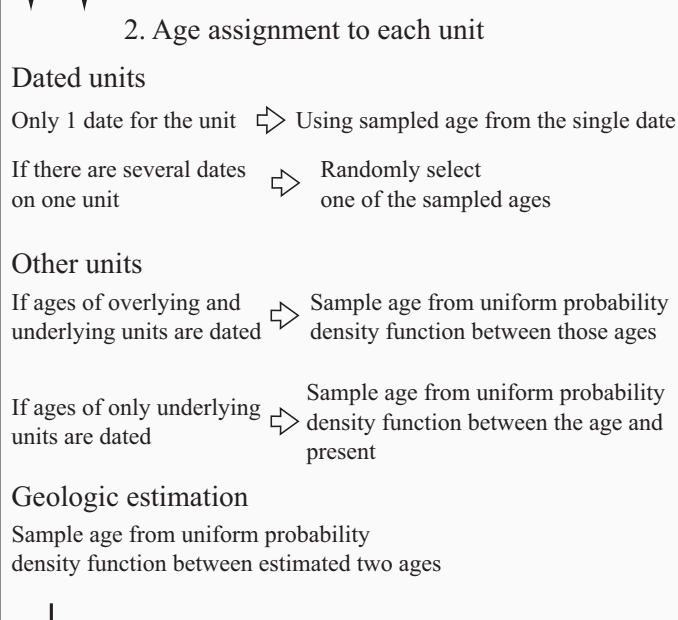 2. Age assignment to each unit
Dated units
Only 1 date for the unit Using sampled age from the single date
If there are several dates
on one unit
Randomly select
one of the sampled ages
Other units
If ages of overlying and
underlying units are dated
Sample age from uniform probability
density function between those ages
If ages of only underlying
units are dated
Sample age from uniform probability
density function between the age and
present
Geologic estimation
Sample age from uniform probability
density function between estimated two ages